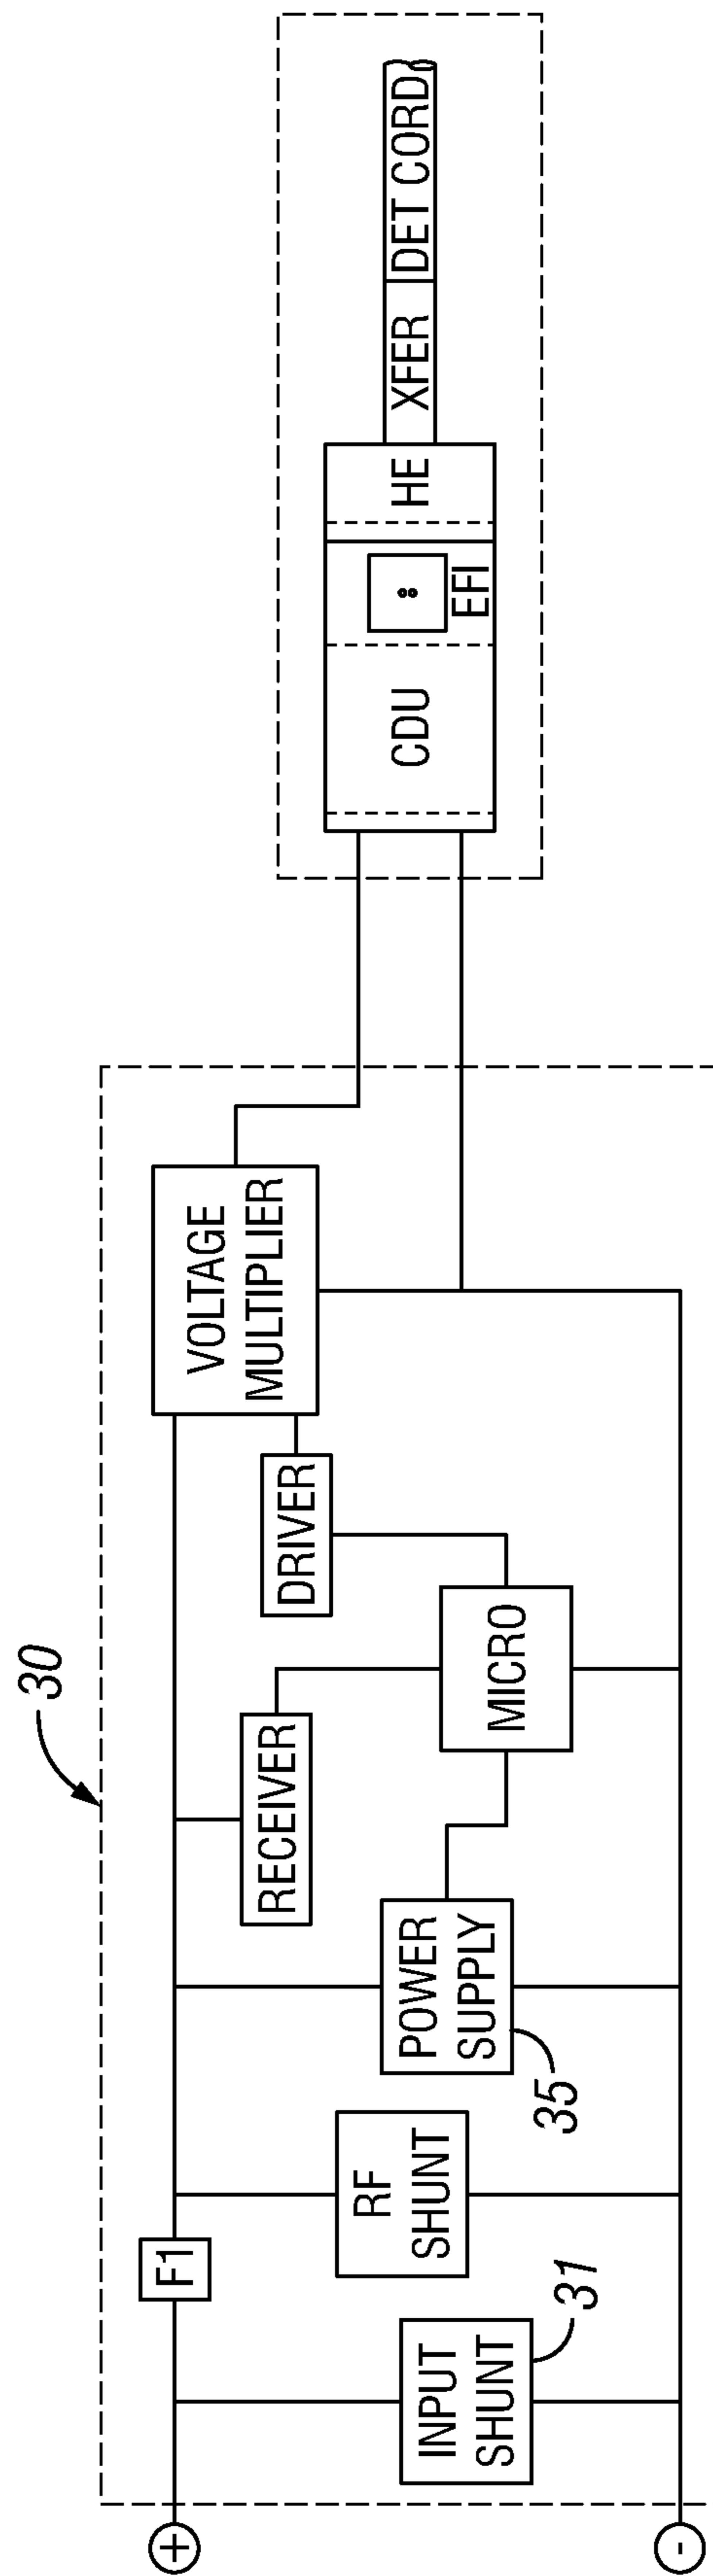 30
+
-
F1
INPUT
SHUNT
31
RF
SHUNT
POWER
SUPPLY
35
RECEIVER
MICRO
DRIVER
VOLTAGE
MULTIPLIER
CDU
EFI
HE
XFER
DET CORD